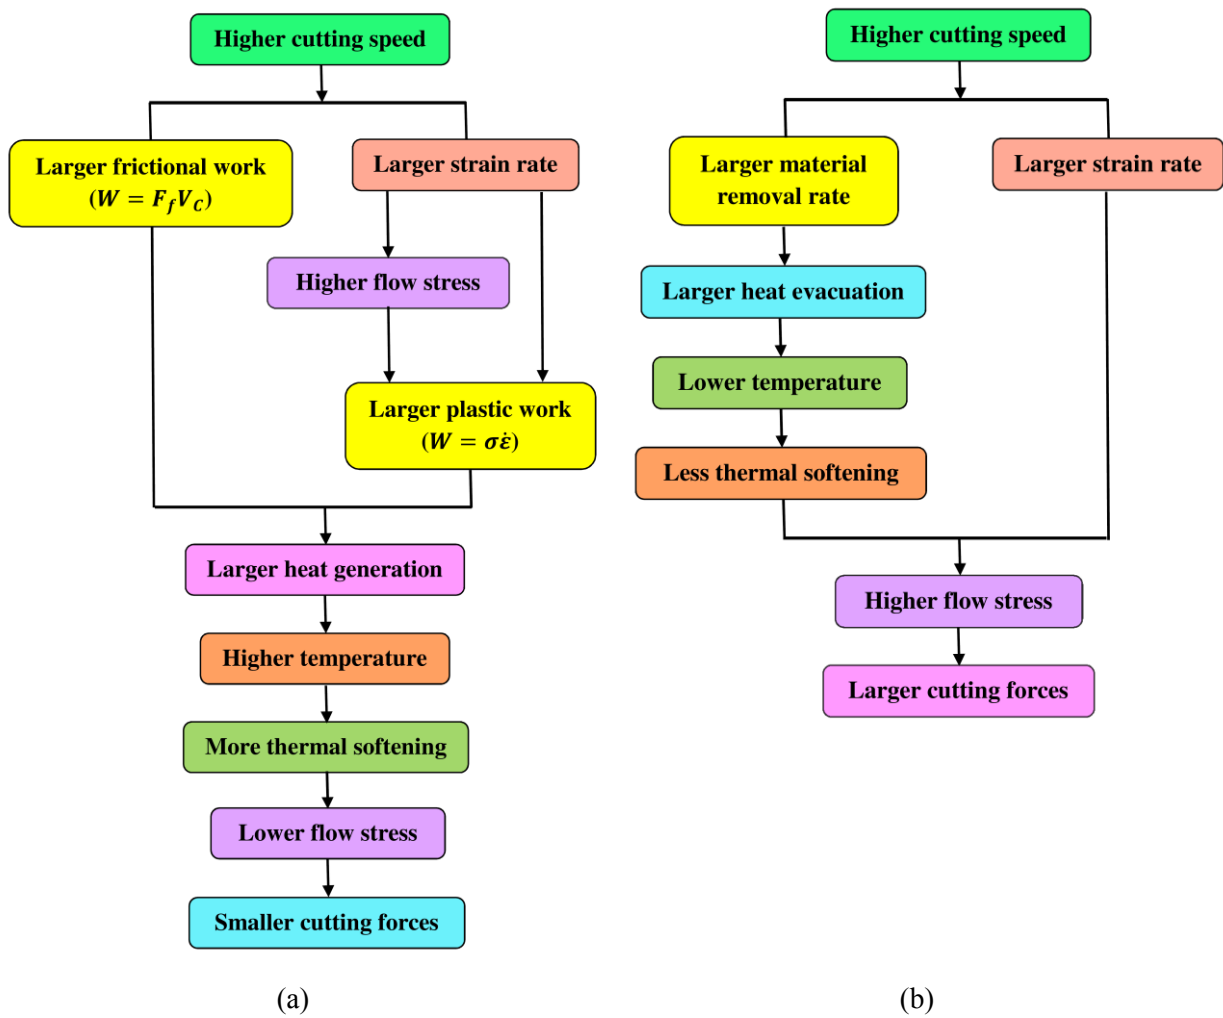 Higher cutting speed
Larger frictional work
(W = F_f V_C)
Larger strain rate
Higher flow stress
Larger plastic work
(W = σε̇)
Larger heat generation
Higher temperature
More thermal softening
Lower flow stress
Smaller cutting forces
(a)
Higher cutting speed
Larger material
removal rate
Larger strain rate
Larger heat evacuation
Lower temperature
Less thermal softening
Higher flow stress
Larger cutting forces
(b)